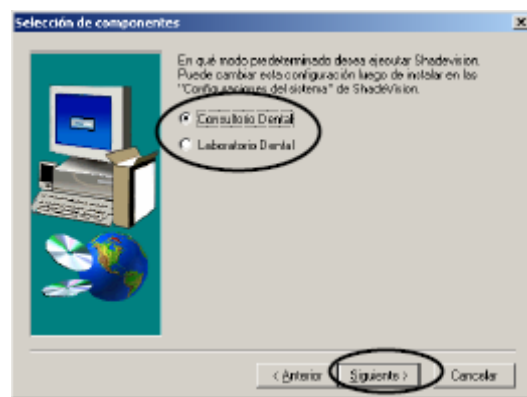 Selección de componentes
En qué modo predeterminado desea ejecutar Shadevision.
Puede cambiar esta configuración luego de instalar en las
"Configuraciones del sistema" de ShadeVision.
Consultorio Dental
Laboratorio Dental
< Anterior
Siguiente >
Cancelar